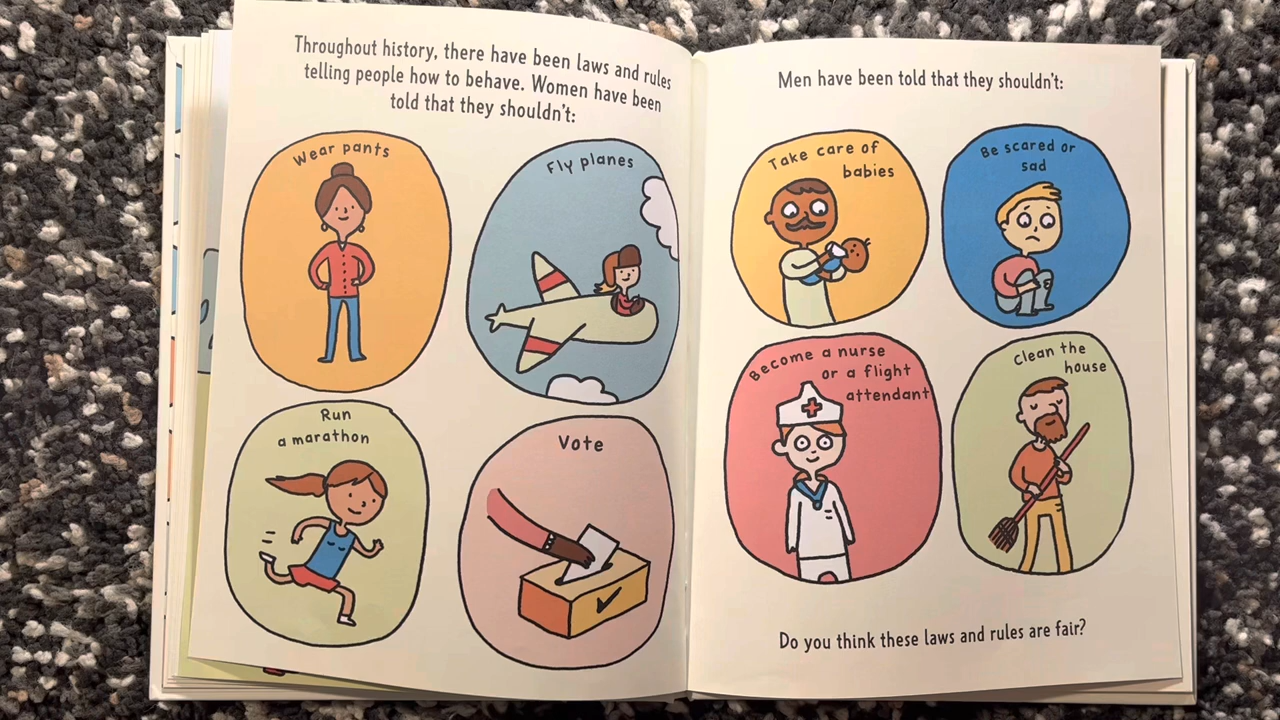 Throughout history, there have been laws and rules
telling people how to behave. Women have been
told that they shouldn't:
Wear pants
Fly planes
Run
a marathon
Vote
Men have been told that they shouldn't:
Take care of
babies
Be scared or
sad
Become a nurse
or a flight
attendant
Clean the
house
Do you think these laws and rules are fair?